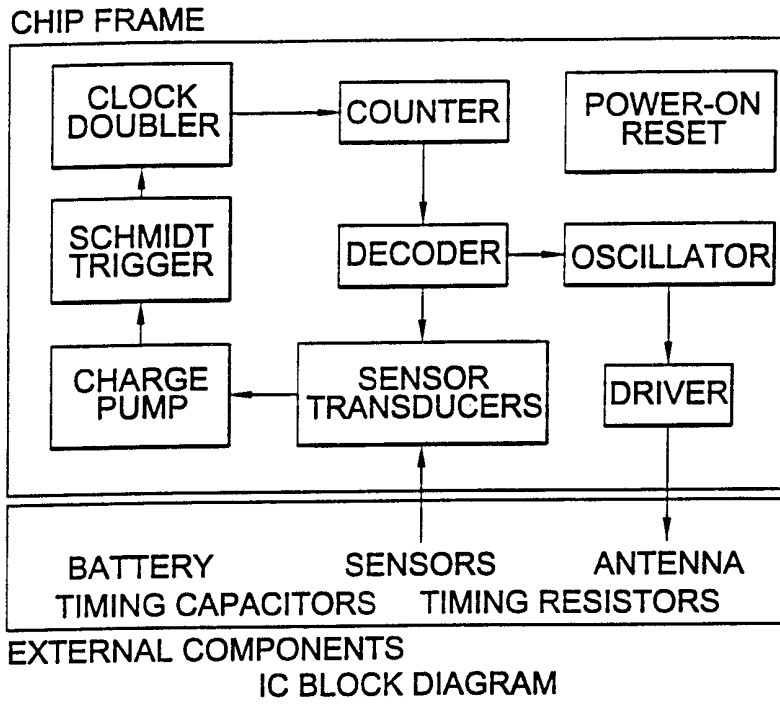 CHIP FRAME
CLOCK
DOUBLER
COUNTER
POWER-ON
RESET
SCHMIDT
TRIGGER
DECODER
OSCILLATOR
CHARGE
PUMP
SENSOR
TRANSDUCERS
DRIVER
BATTERY
SENSORS
ANTENNA
TIMING CAPACITORS
TIMING RESISTORS
EXTERNAL COMPONENTS
IC BLOCK DIAGRAM